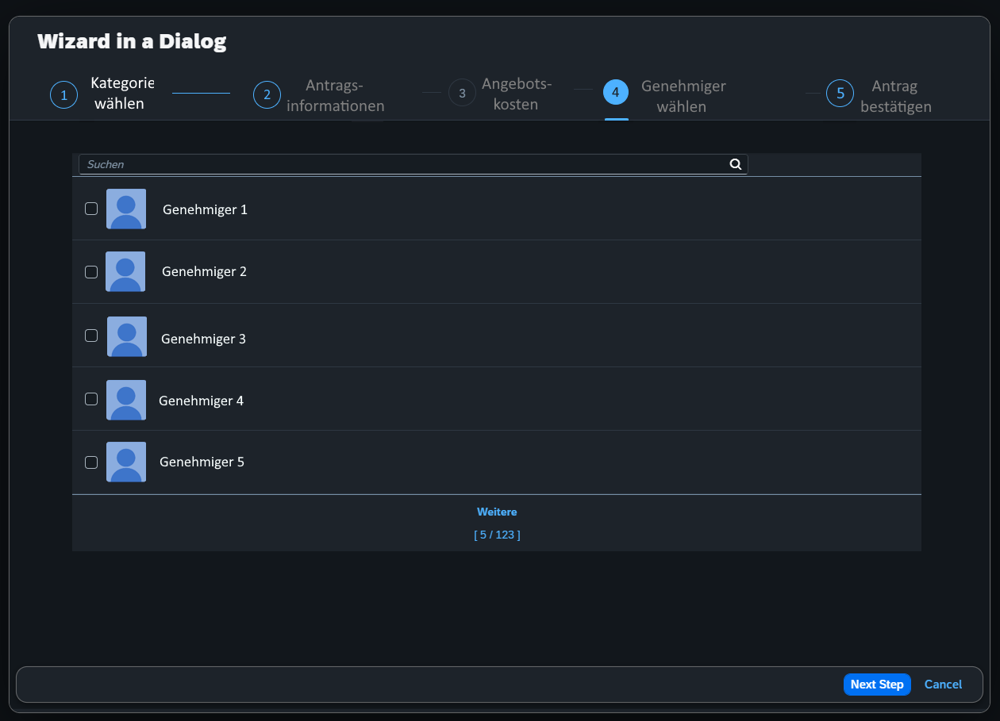 Wizard in a Dialog
1
Kategorie
wählen
2
Antrags-
informationen
3
Angebots-
kosten
4
Genehmiger
wählen
5
Antrag
bestätigen
Suchen
Genehmiger 1
Genehmiger 2
Genehmiger 3
Genehmiger 4
Genehmiger 5
Weitere
[ 5 / 123 ]
Next Step
Cancel